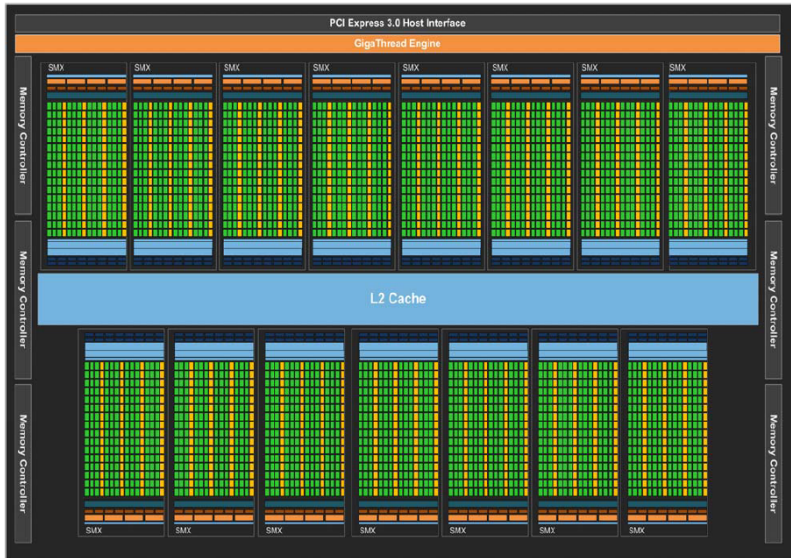 PCI Express 3.0 Host Interface
GigaThread Engine
SMX
SMX
SMX
SMX
SMX
SMX
SMX
SMX
Memory Controller
Memory Controller
Memory Controller
L2 Cache
Memory Controller
Memory Controller
Memory Controller
SMX
SMX
SMX
SMX
SMX
SMX
SMX